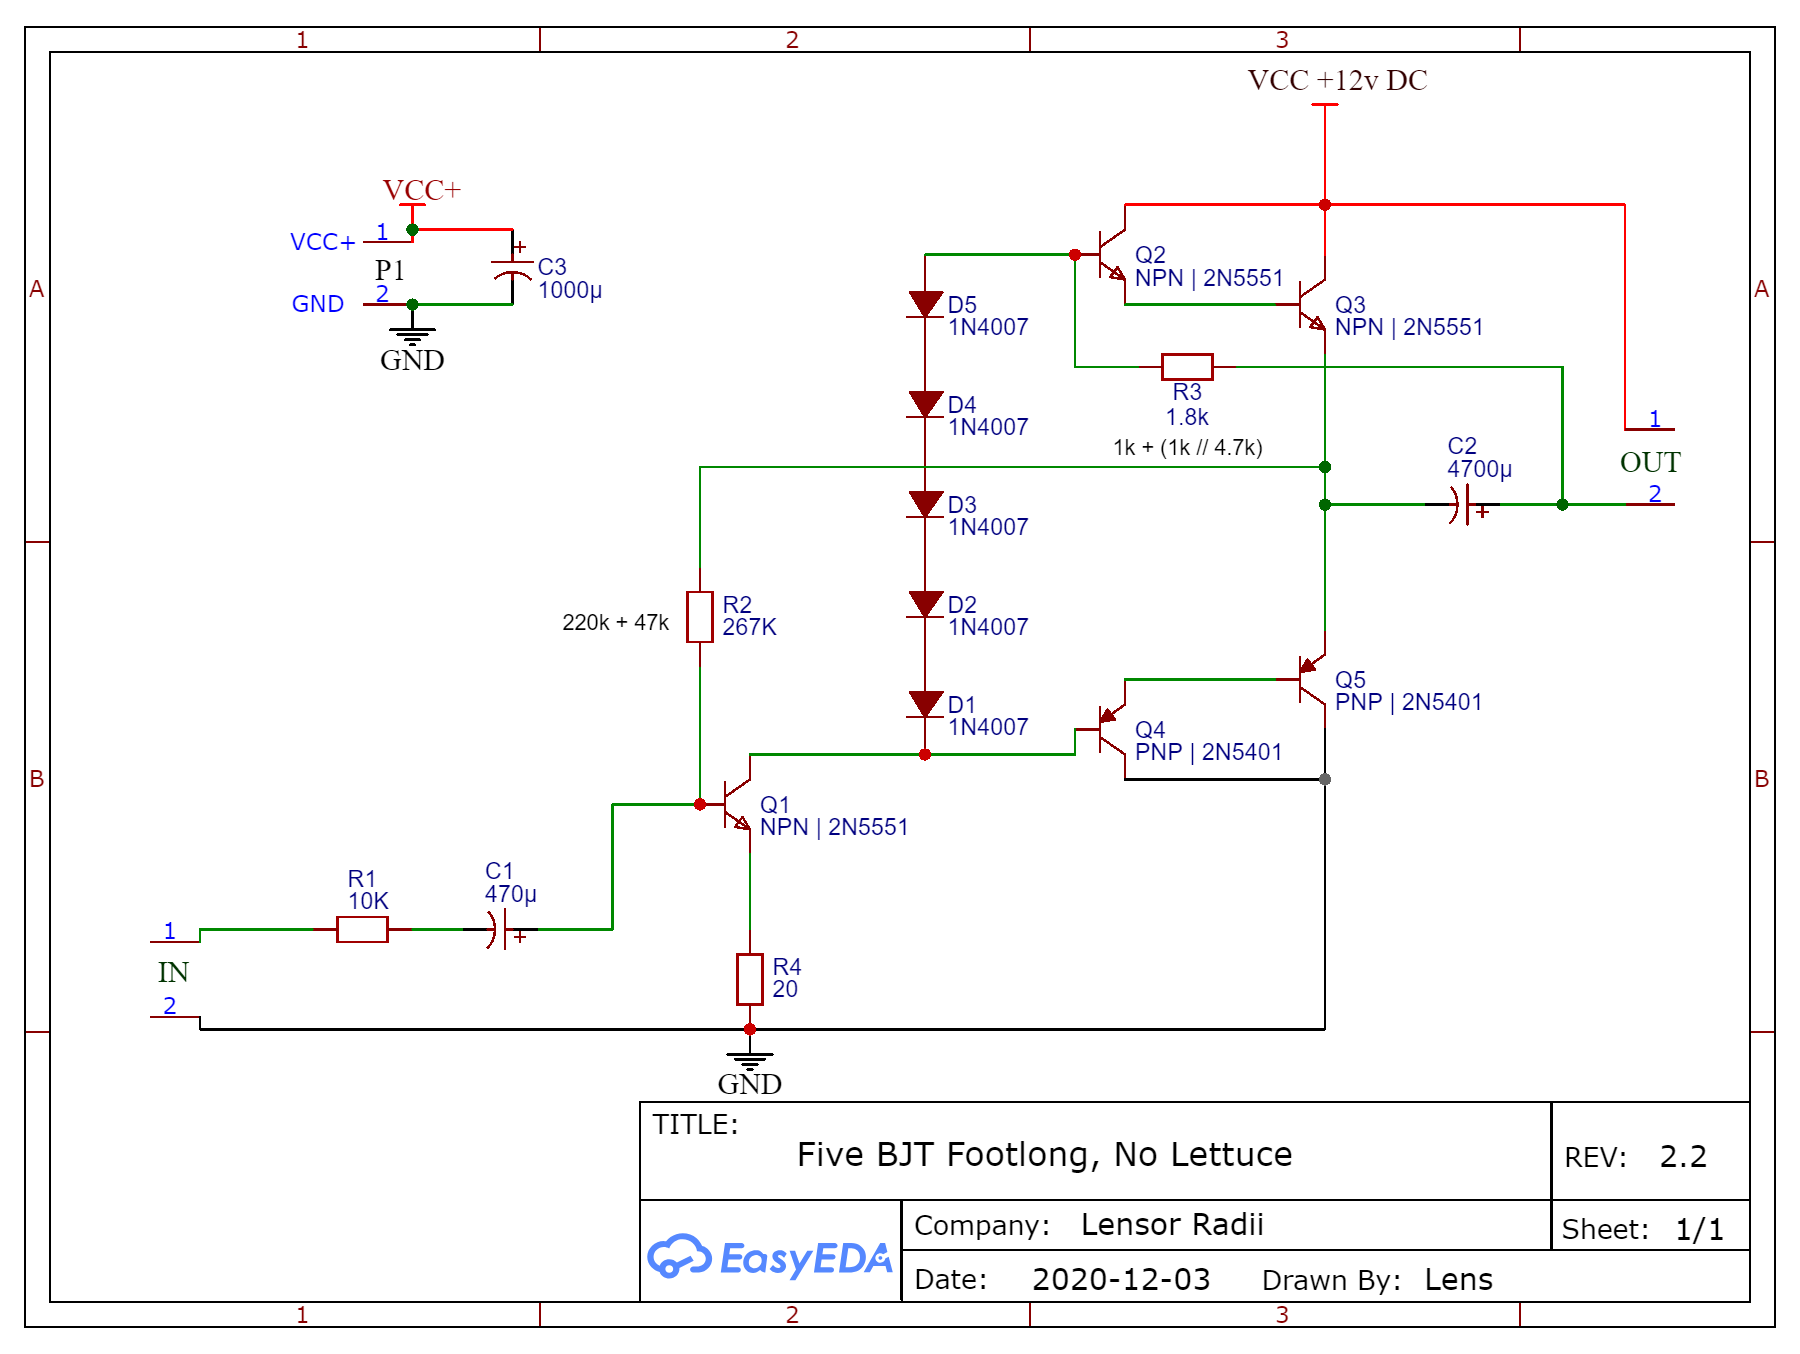 1
2
3
VCC +12v DC
VCC+
VCC+
1
P1
GND
2
GND
+
C3
1000µ
A
A
Q2
NPN | 2N5551
Q3
NPN | 2N5551
D5
1N4007
R3
1.8k
1k + (1k // 4.7k)
D4
1N4007
1
OUT
2
C2
4700µ
+
D3
1N4007
220k + 47k
R2
267K
D2
1N4007
D1
1N4007
Q5
PNP | 2N5401
Q4
PNP | 2N5401
B
B
Q1
NPN | 2N5551
R1
10K
C1
470µ
+
1
IN
2
R4
20
GND
TITLE:
Five BJT Footlong, No Lettuce
REV: 2.2
EasyEDA
Company: Lensor Radii
Sheet: 1/1
Date: 2020-12-03 Drawn By: Lens
1
2
3